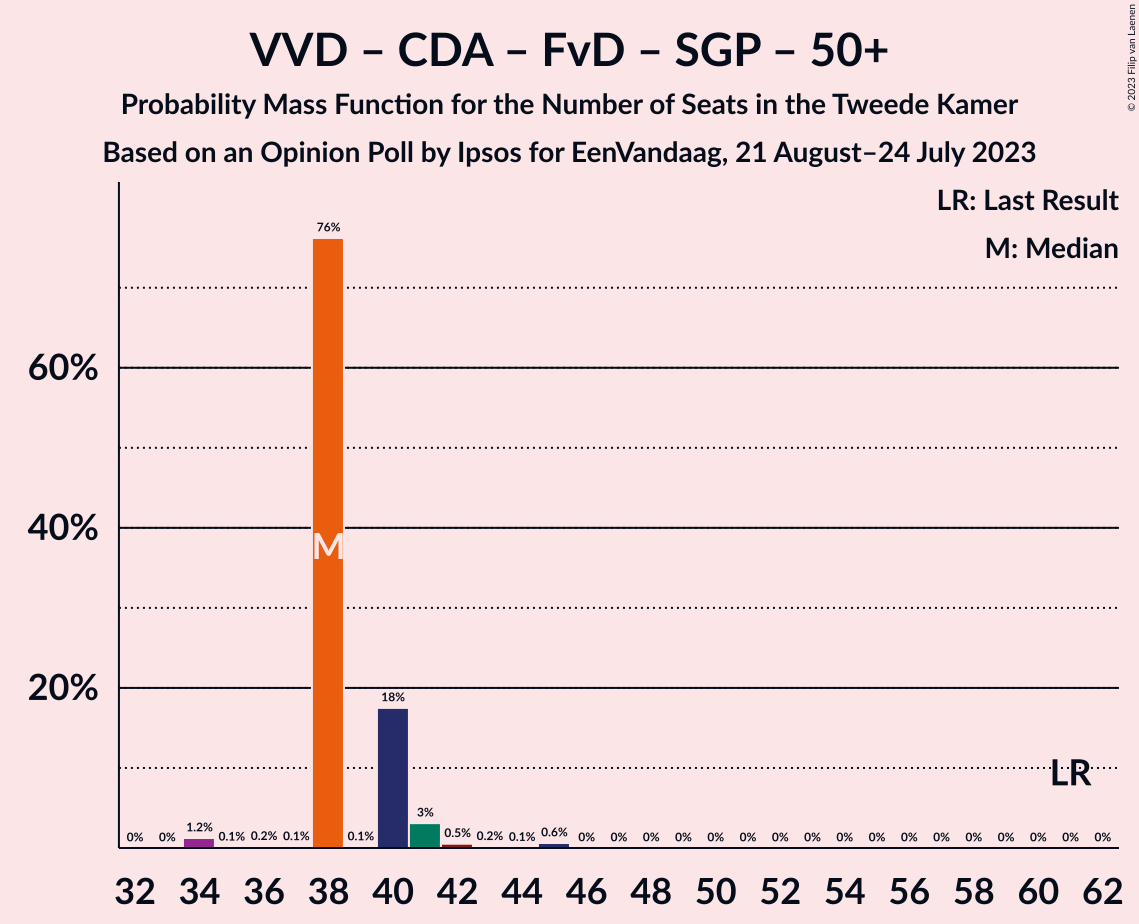 VVD – CDA – FvD – SGP – 50+
Probability Mass Function for the Number of Seats in the Tweede Kamer
Based on an Opinion Poll by Ipsos for EenVandaag, 21 August–24 July 2023
© 2023 Filip van Laenen
LR: Last Result
M: Median
60%
40%
20%
0% 0% 1.2% 0.1% 0.2% 0.1% 76% 0.1% 18% 3% 0.5% 0.2% 0.1% 0.6% 0% 0% 0% 0% 0% 0% 0% 0% 0% 0% 0% 0% 0% 0% 0% 0% 0%
M
LR
32 34 36 38 40 42 44 46 48 50 52 54 56 58 60 62